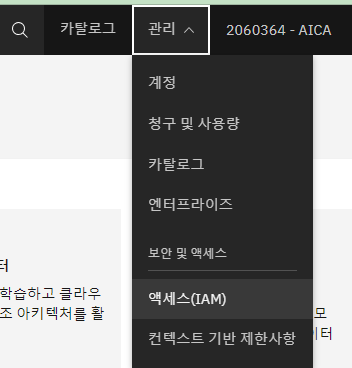 카탈로그
관리
2060364 - AICA
계정
청구 및 사용량
카탈로그
엔터프라이즈
보안 및 액세스
액세스(IAM)
컨텍스트 기반 제한사항
터
학습하고 클라우
조 아키텍처를 활
모
이터